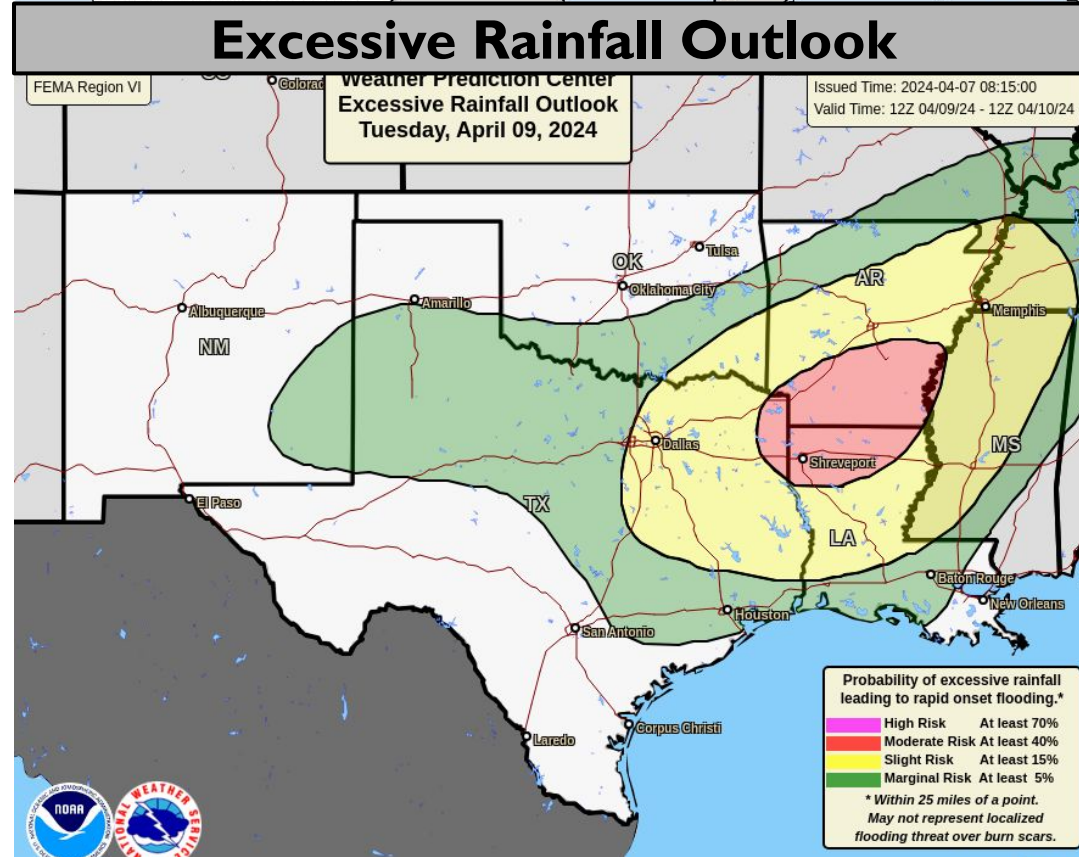 Excessive Rainfall Outlook
FEMA Region VI
Weather Prediction Center
Excessive Rainfall Outlook
Tuesday, April 09, 2024
Issued Time: 2024-04-07 08:15:00
Valid Time: 12Z 04/09/24 - 12Z 04/10/24
Tulsa
OK
Oklahoma City
AR
Albuquerque
Amarillo
Memphis
NM
Dallas
MS
Shreveport
El Paso
TX
LA
Baton Rouge
New Orleans
Houston
San Antonio
Corpus Christi
Laredo
Probability of excessive rainfall
leading to rapid onset flooding.*
High Risk At least 70%
Moderate Risk At least 40%
Slight Risk At least 15%
Marginal Risk At least 5%
* Within 25 miles of a point.
May not represent localized
flooding threat over burn scars.
NOAA
NATIONAL WEATHER SERVICE